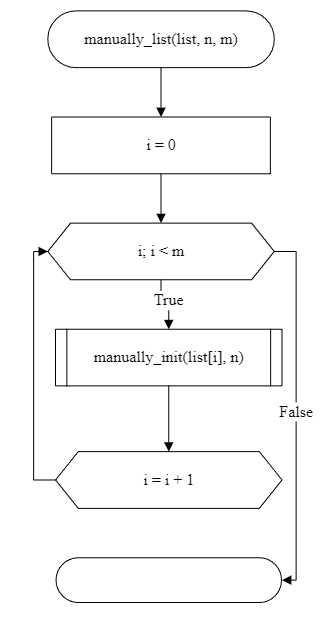 manually_list(list, n, m)
i = 0
i; i < m
True
manually_init(list[i], n)
False
i = i + 1